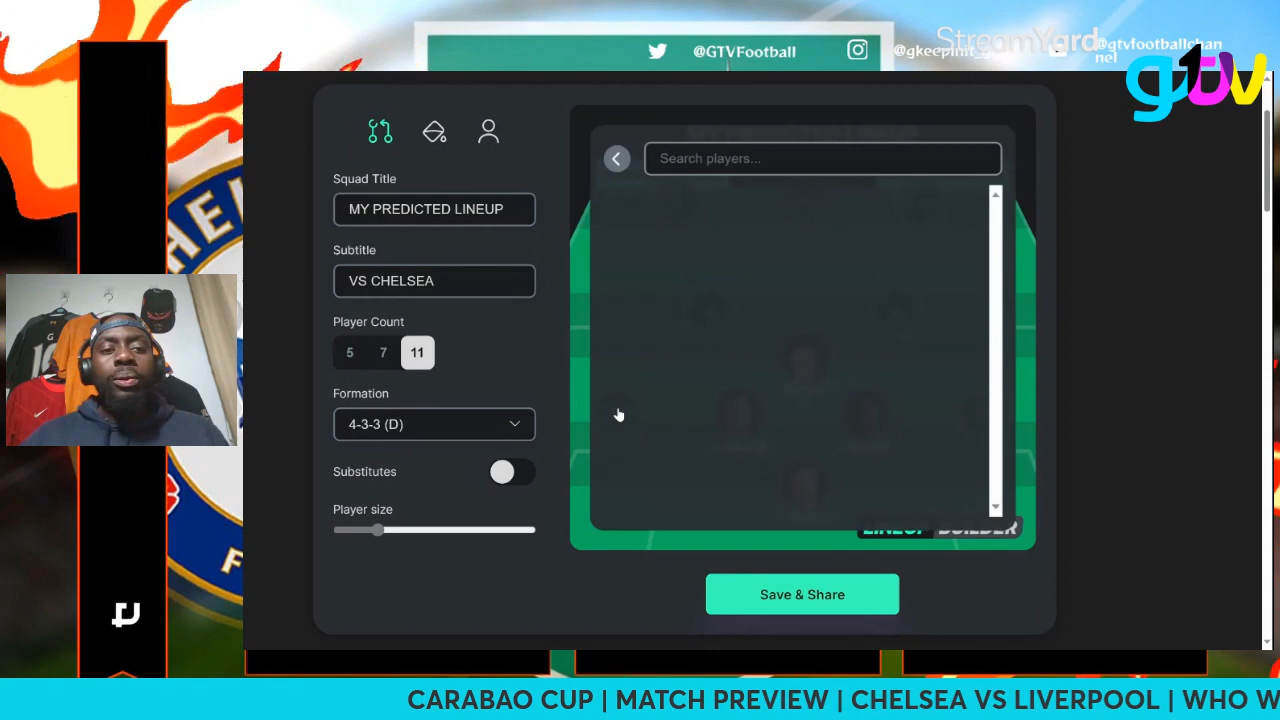 StreamYard
@GTVFootball
@gkeepinit_g
@gtvfootballchan
nel
gtv
Squad Title
MY PREDICTED LINEUP
Subtitle
VS CHELSEA
Player Count
5 7 11
Formation
4-3-3 (D)
Substitutes
Player size
Search players...
LINEUP BUILDER
Save & Share
CARABAO CUP | MATCH PREVIEW | CHELSEA VS LIVERPOOL | WHO W